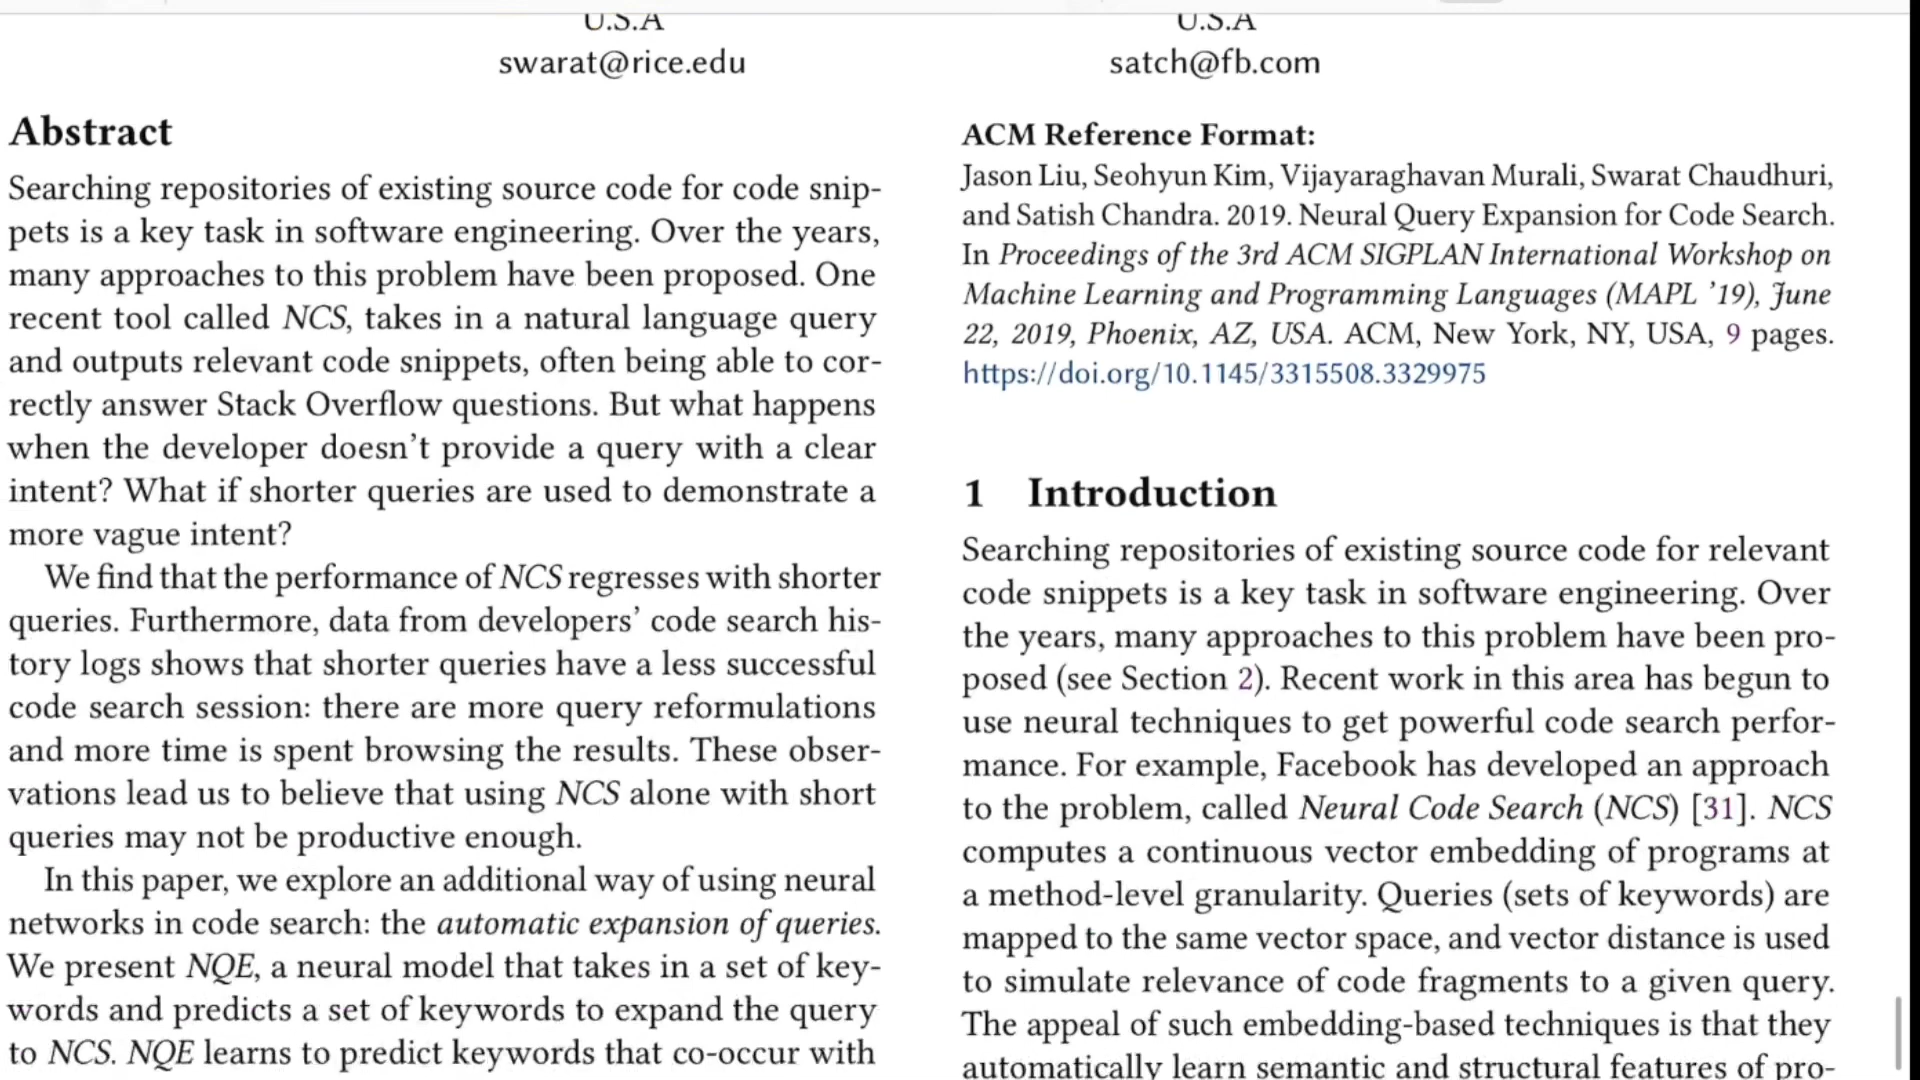 U.S.A
swarat@rice.edu
U.S.A
satch@fb.com
Abstract
Searching repositories of existing source code for code snip-
pets is a key task in software engineering. Over the years,
many approaches to this problem have been proposed. One
recent tool called NCS, takes in a natural language query
and outputs relevant code snippets, often being able to cor-
rectly answer Stack Overflow questions. But what happens
when the developer doesn't provide a query with a clear
intent? What if shorter queries are used to demonstrate a
more vague intent?
We find that the performance of NCS regresses with shorter
queries. Furthermore, data from developers' code search his-
tory logs shows that shorter queries have a less successful
code search session: there are more query reformulations
and more time is spent browsing the results. These obser-
vations lead us to believe that using NCS alone with short
queries may not be productive enough.
In this paper, we explore an additional way of using neural
networks in code search: the automatic expansion of queries.
We present NQE, a neural model that takes in a set of key-
words and predicts a set of keywords to expand the query
to NCS. NQE learns to predict keywords that co-occur with
ACM Reference Format:
Jason Liu, Seohyun Kim, Vijayaraghavan Murali, Swarat Chaudhuri,
and Satish Chandra. 2019. Neural Query Expansion for Code Search.
In Proceedings of the 3rd ACM SIGPLAN International Workshop on
Machine Learning and Programming Languages (MAPL '19), June
22, 2019, Phoenix, AZ, USA. ACM, New York, NY, USA, 9 pages.
https://doi.org/10.1145/3315508.3329975
1 Introduction
Searching repositories of existing source code for relevant
code snippets is a key task in software engineering. Over
the years, many approaches to this problem have been pro-
posed (see Section 2). Recent work in this area has begun to
use neural techniques to get powerful code search perfor-
mance. For example, Facebook has developed an approach
to the problem, called Neural Code Search (NCS) [31]. NCS
computes a continuous vector embedding of programs at
a method-level granularity. Queries (sets of keywords) are
mapped to the same vector space, and vector distance is used
to simulate relevance of code fragments to a given query.
The appeal of such embedding-based techniques is that they
automatically learn semantic and structural features of pro-